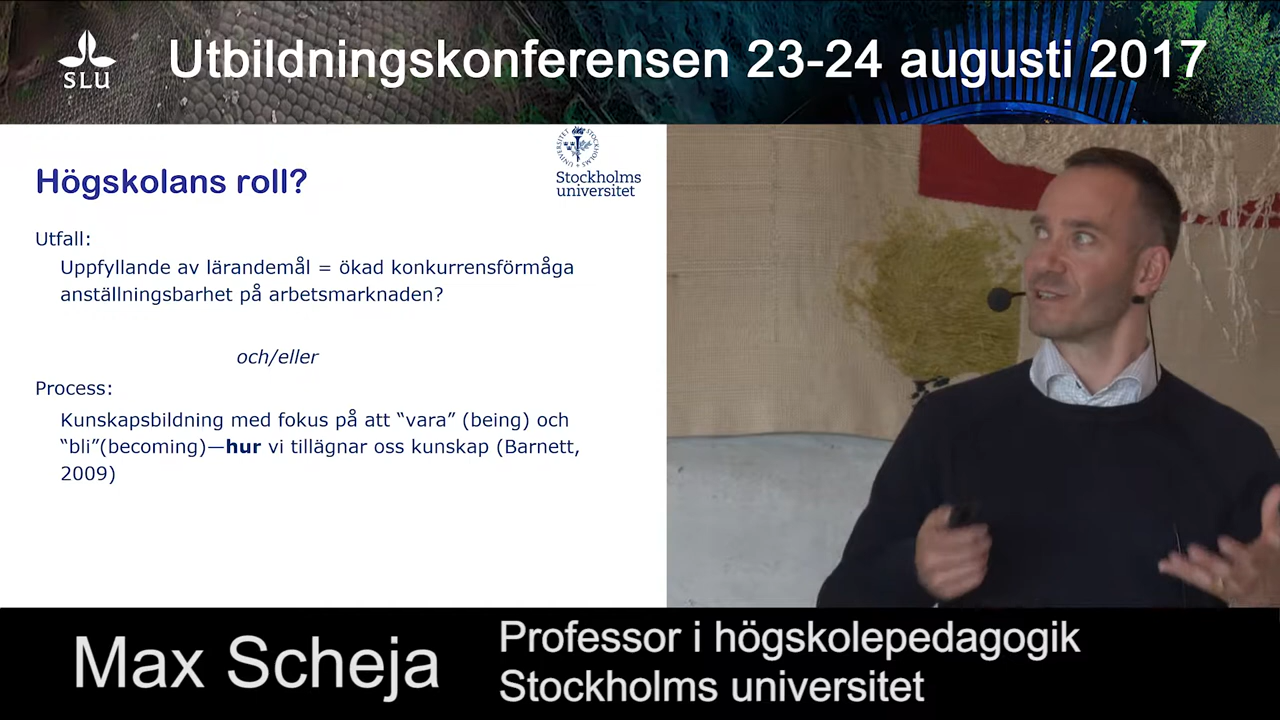 SLU
Utbildningskonferensen 23-24 augusti 2017
Högskolans roll?
Stockholms
universitet
Utfall:
Uppfyllande av lärandemål = ökad konkurrensförmåga
anställningsbarhet på arbetsmarknaden?
och/eller
Process:
Kunskapsbildning med fokus på att “vara” (being) och
“bli”(becoming)—hur vi tillägnar oss kunskap (Barnett,
2009)
Max Scheja
Professor i högskolepedagogik
Stockholms universitet